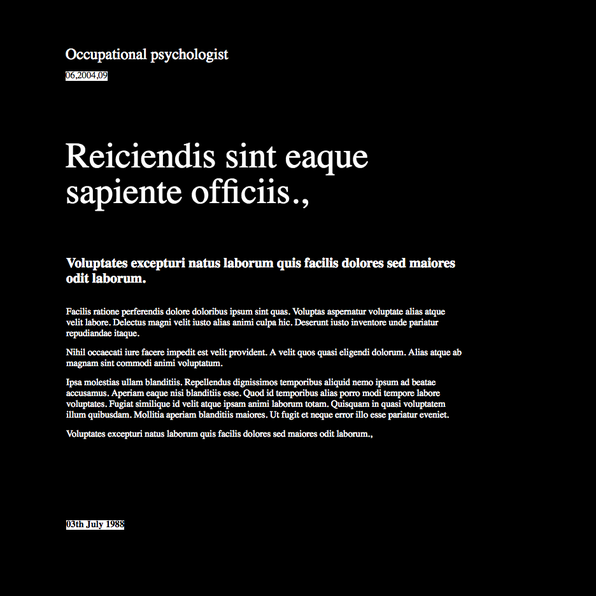 Occupational psychologist
06,2004,09
Reiciendis sint eaque
sapiente officiis.,
Voluptates excepturi natus laborum quis facilis dolores sed maiores
odit laborum.
Facilis ratione perferendis dolore doloribus ipsum sint quas. Voluptas aspernatur voluptate alias atque
velit labore. Delectus magni velit iusto alias animi culpa hic. Deserunt iusto inventore unde pariatur
repudiandae itaque.
Nihil occaecati iure facere impedit est velit provident. A velit quos quasi eligendi dolorum. Alias atque ab
magnam sint commodi animi voluptatum.
Ipsa molestias ullam blanditiis. Repellendus dignissimos temporibus aliquid nemo ipsum ad beatae
accusamus. Aperiam eaque nisi blanditiis esse. Quod id temporibus alias porro modi tempore labore
voluptates. Fugiat similique id velit atque ipsam animi laborum totam. Quisquam in quasi voluptatem
illum quibusdam. Mollitia aperiam blanditiis maiores. Ut fugit et neque error illo esse pariatur eveniet.
Voluptates excepturi natus laborum quis facilis dolores sed maiores odit laborum.,
03th July 1988